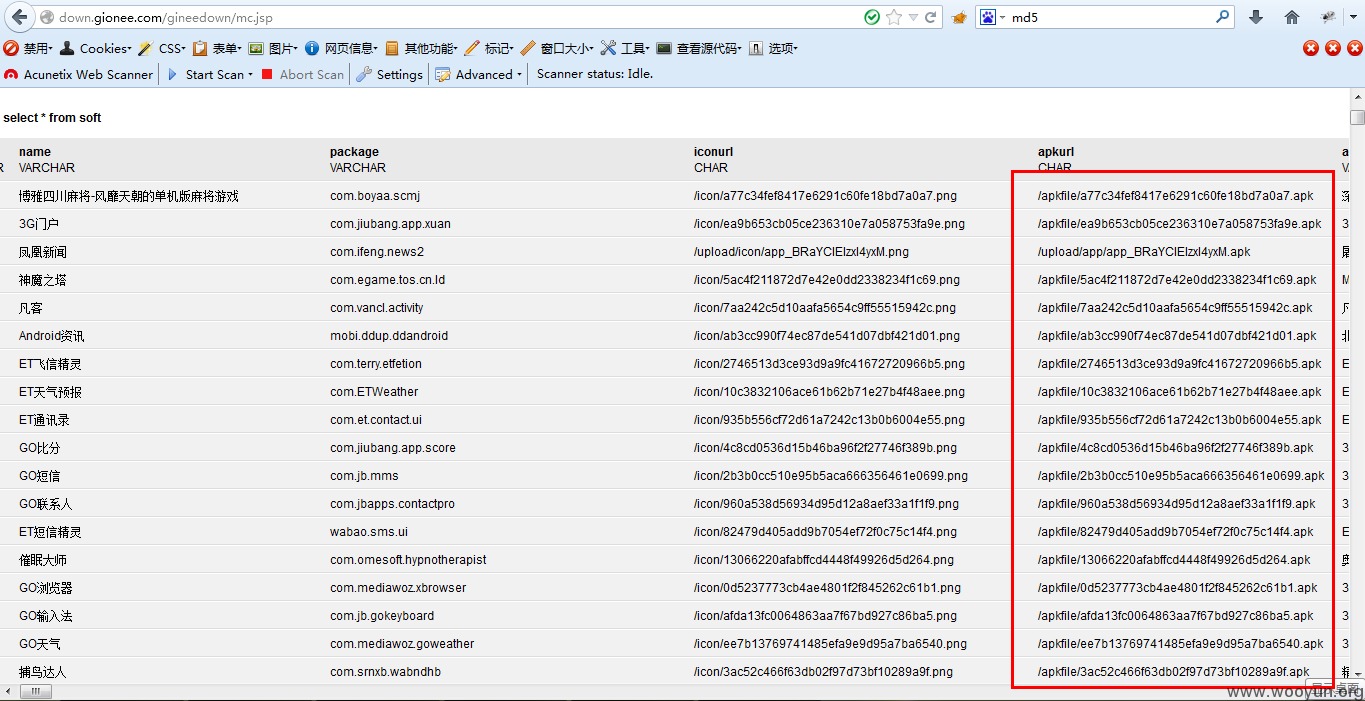 down.gionee.com/gineedown/mc.jsp
md5
禁用 Cookies CSS 表单 图片 网页信息 其他功能 标记 窗口大小 工具 查看源代码 选项
Acunetix Web Scanner Start Scan Abort Scan Settings Advanced Scanner status: Idle.
select * from soft
name package iconurl apkurl a
R VARCHAR VARCHAR CHAR CHAR
博雅四川麻将-风靡天朝的单机版麻将游戏 com.boyaa.scmj /icon/a77c34fef8417e6291c60fe18bd7a0a7.png /apkfile/a77c34fef8417e6291c60fe18bd7a0a7.apk
3G门户 com.jiubang.app.xuan /icon/ea9b653cb05ce236310e7a058753fa9e.png /apkfile/ea9b653cb05ce236310e7a058753fa9e.apk 3
凤凰新闻 com.ifeng.news2 /upload/icon/app_BRaYCIEIzxI4yxM.png /upload/app/app_BRaYCIEIzxI4yxM.apk
神魔之塔 com.egame.tos.cn.ld /icon/5ac4f211872d7e42e0dd2338234f1c69.png /apkfile/5ac4f211872d7e42e0dd2338234f1c69.apk M
凡客 com.vancl.activity /icon/7aa242c5d10aafa5654c9ff55515942c.png /apkfile/7aa242c5d10aafa5654c9ff55515942c.apk
Android资讯 mobi.ddup.ddandroid /icon/ab3cc990f74ec87de541d07dbf421d01.png /apkfile/ab3cc990f74ec87de541d07dbf421d01.apk
ET飞信精灵 com.terry.effetion /icon/2746513d3ce93d9a9fc41672720966b5.png /apkfile/2746513d3ce93d9a9fc41672720966b5.apk E
ET天气预报 com.ETWeather /icon/10c3832106ace61b62b71e27b4f48aee.png /apkfile/10c3832106ace61b62b71e27b4f48aee.apk E
ET通讯录 com.et.contact.ui /icon/935b556cf72d61a7242c13b0b6004e55.png /apkfile/935b556cf72d61a7242c13b0b6004e55.apk E
GO比分 com.jiubang.app.score /icon/4c8cd0536d15b46ba96f2f27746f389b.png /apkfile/4c8cd0536d15b46ba96f2f27746f389b.apk 3
GO短信 com.jb.mms /icon/2b3b0cc510e95b5aca666356461e0699.png /apkfile/2b3b0cc510e95b5aca666356461e0699.apk 3
GO联系人 com.jbapps.contactpro /icon/960a538d56934d95d12a8aef33a1f1f9.png /apkfile/960a538d56934d95d12a8aef33a1f1f9.apk 3
ET短信精灵 wabao.sms.ui /icon/82479d405add9b7054ef72f0c75c14f4.png /apkfile/82479d405add9b7054ef72f0c75c14f4.apk E
催眠大师 com.omesoft.hypnotherapist /icon/13066220afabffcd4448f49926d5d264.png /apkfile/13066220afabffcd4448f49926d5d264.apk
GO浏览器 com.mediawoz.xbrowser /icon/0d5237773cb4ae4801f2f845262c61b1.png /apkfile/0d5237773cb4ae4801f2f845262c61b1.apk 3
GO输入法 com.jb.gokeyboard /icon/afda13fc0064863aa7f67bd927c86ba5.png /apkfile/afda13fc0064863aa7f67bd927c86ba5.apk 3
GO天气 com.mediawoz.goweather /icon/ee7b13769741485efa9e9d95a7ba6540.png /apkfile/ee7b13769741485efa9e9d95a7ba6540.apk 3
捕鸟达人 com.srnxb.wabndhb /icon/3ac52c466f63db02f97d73bf10289a9f.png /apkfile/3ac52c466f63db02f97d73bf10289a9f.apk
显示桌面
www.wooyun.org